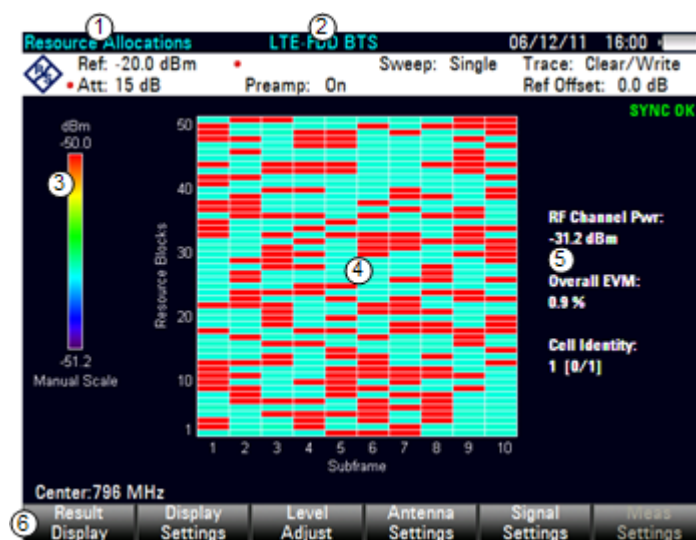 1
2
Resource Allocations
LTE-FDD BTS
06/12/11 16:00
Ref: -20.0 dBm
Sweep: Single
Trace: Clear/Write
Att: 15 dB
Preamp: On
Ref Offset: 0.0 dB
SYNC OK
dBm
-50.0
3
-51.2
Manual Scale
Resource Blocks
50
40
30
20
10
1
4
1 2 3 4 5 6 7 8 9 10
Subframe
RF Channel Pwr:
-31.2 dBm
5
Overall EVM:
0.9 %
Cell Identity:
1 [0/1]
Center:796 MHz
6
Result Display
Display Settings
Level Adjust
Antenna Settings
Signal Settings
Meas Settings